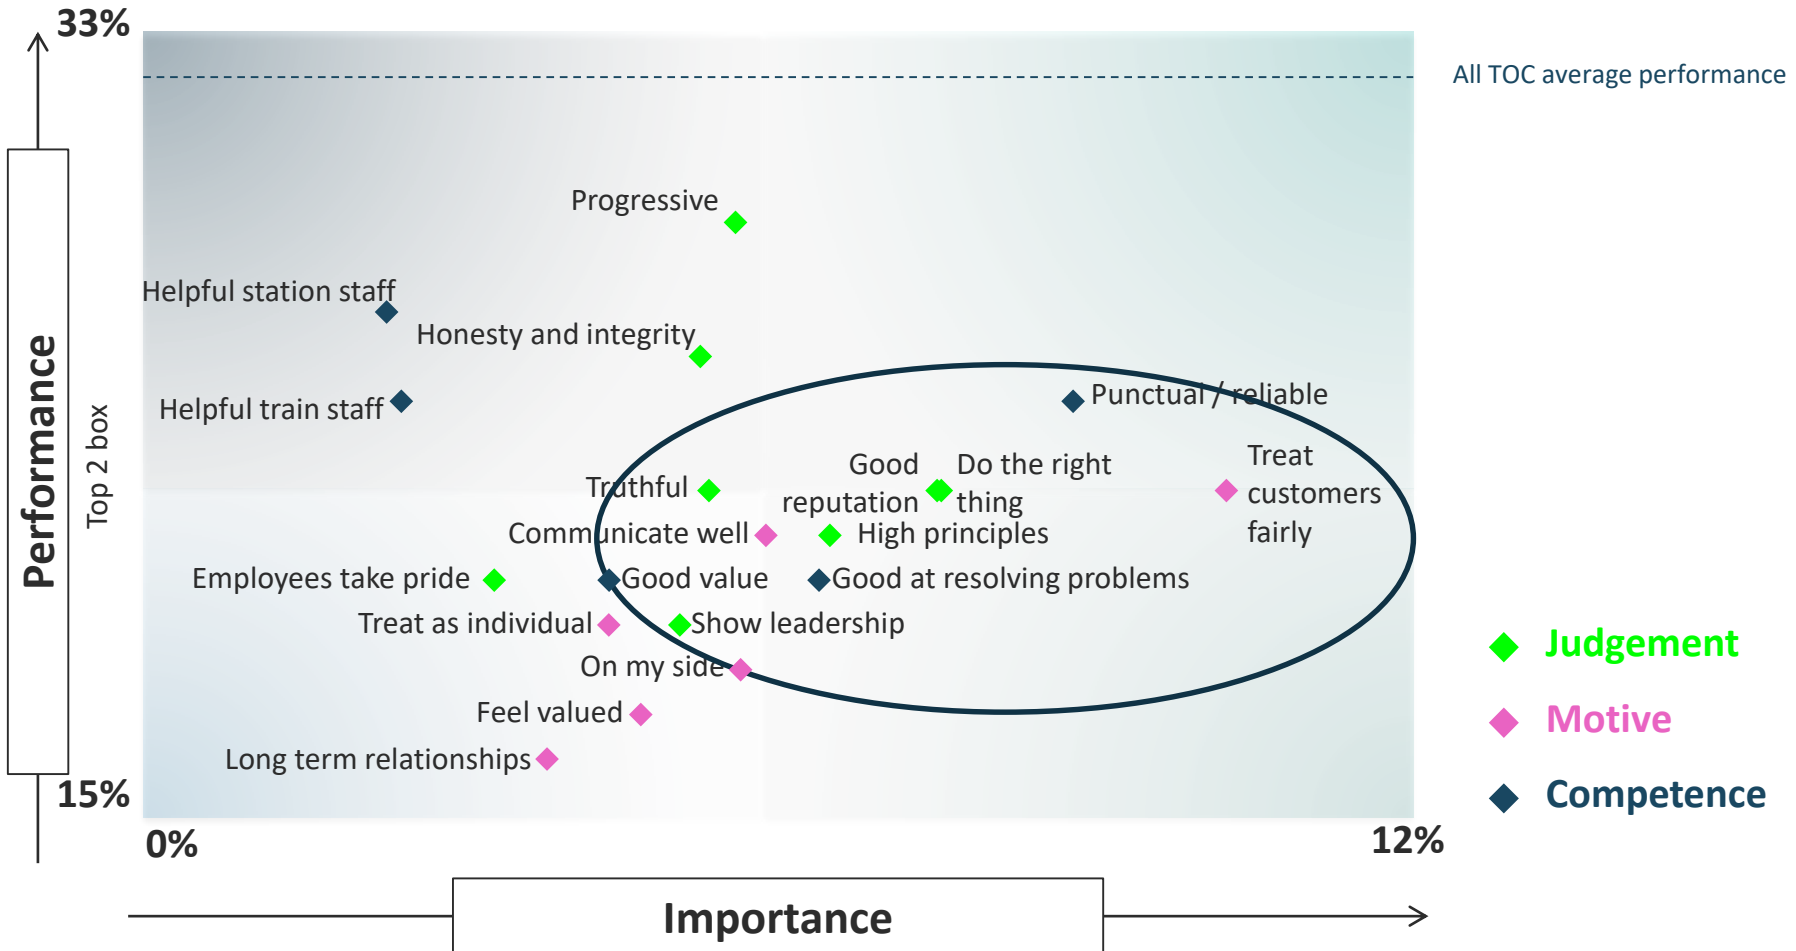 33%
All TOC average performance
Progressive
Helpful station staff
Honesty and integrity
Helpful train staff
Punctual / reliable
Truthful
Good
reputation
Do the right
thing
Treat
customers
fairly
Communicate well
High principles
Employees take pride
Good value
Good at resolving problems
Treat as individual
Show leadership
On my side
Feel valued
Long term relationships
Performance
Top 2 box
15%
0%
12%
Importance
Judgement
Motive
Competence